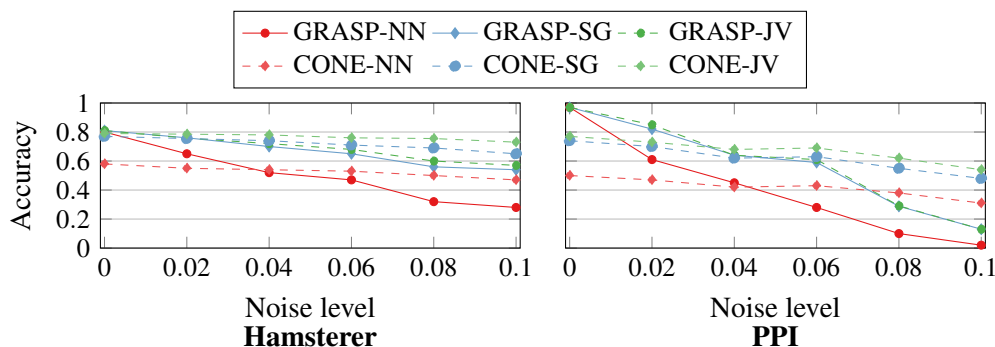 GRASP-NN GRASP-SG GRASP-JV
CONE-NN CONE-SG CONE-JV
Accuracy
1
0.8
0.6
0.4
0.2
0
0 0.02 0.04 0.06 0.08 0.1
Noise level
Hamsterer
0 0.02 0.04 0.06 0.08 0.1
Noise level
PPI